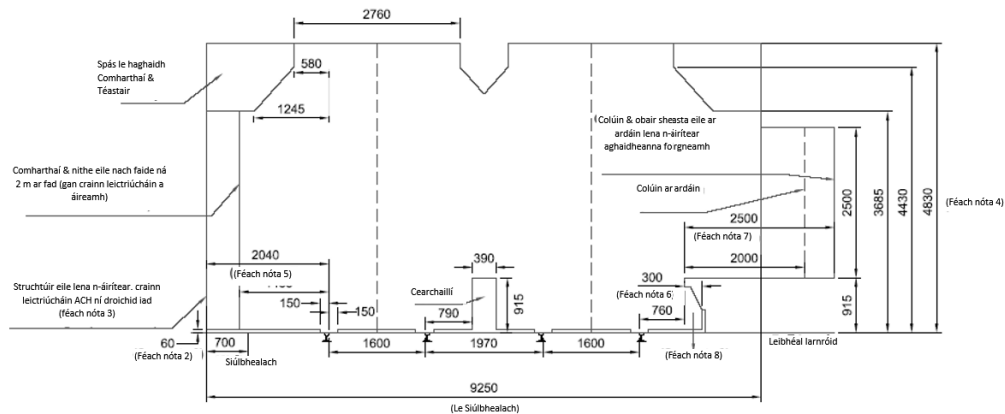 2760
Spás le haghaidh
Comharthaí &
Téastair
580
1245
Colúin & obair sheasta eile ar
ardáin lena n-áirítear
aghaidheanna forgneamh
Comharthaí & nithe eile nach faide ná
2 m ar fad (gan crainn leictriúcháin a
áireamh)
Colúin ar ardáin
2500
3685
4430
4830
(Féach nóta 4)
2500
(Féach nóta 7)
2000
2040
((Féach nóta 5)
390
300
(Féach nóta 6)
Struchtúir eile lena n-áirítear. crainn
leictriúcháin ACH ní droichid iad
(féach nóta 3)
150
150
Cearchaillí
790
915
760
915
60
(Féach nóta 2)
700
Siúlbhealach
1600
1970
1600
(Féach nóta 8)
Leibhéal Iarnróid
9250
(Le Siúlbhealach)